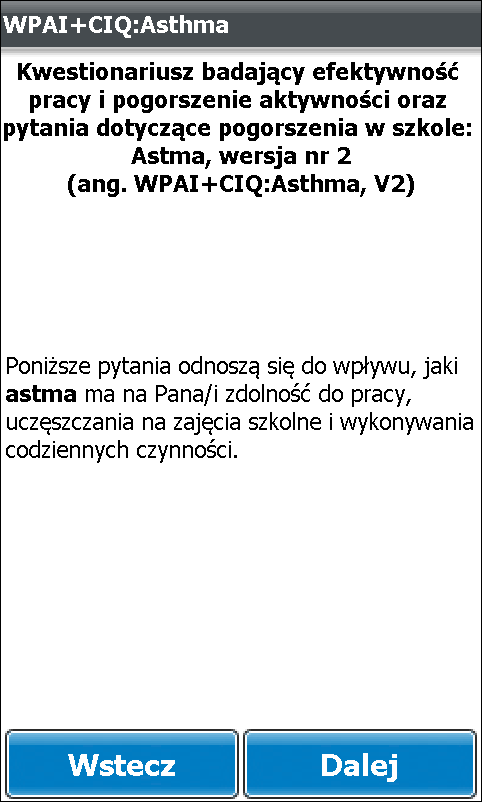 WPAI+CIQ:Asthma
Kwestionariusz badający efektywność
pracy i pogorszenie aktywności oraz
pytania dotyczące pogorszenia w szkole:
Astma, wersja nr 2
(ang. WPAI+CIQ:Asthma, V2)
Poniższe pytania odnoszą się do wpływu, jaki
astma ma na Pana/i zdolność do pracy,
uczęszczania na zajęcia szkolne i wykonywania
codziennych czynności.
Wstecz
Dalej